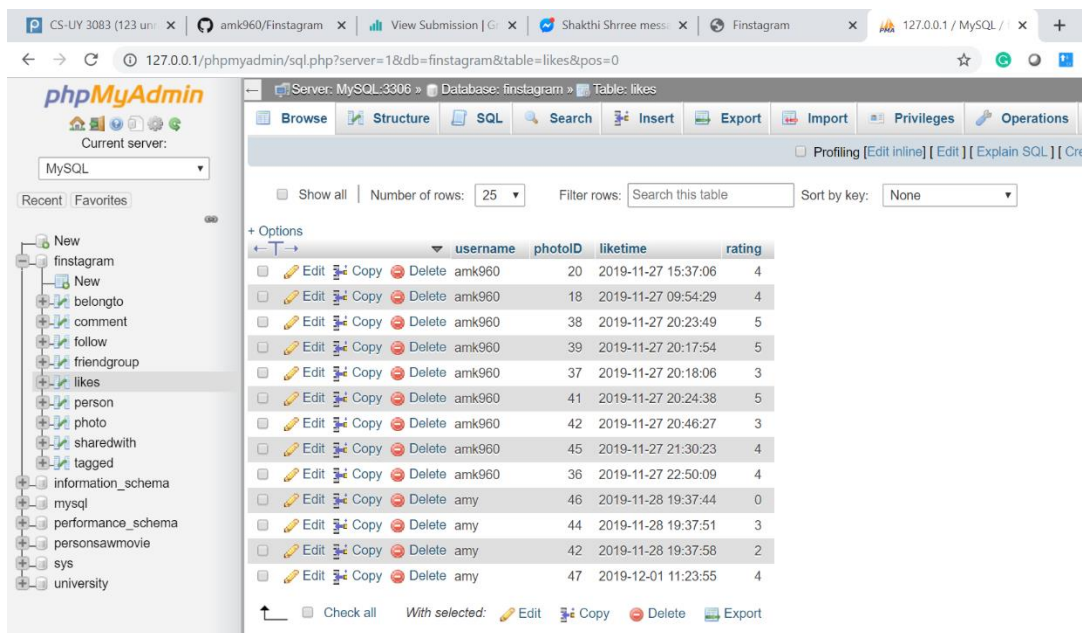 CS-UY 3083 (123 unr
amk960/Finstagram
View Submission | G
Shakthi Shrree messa
Finstagram
127.0.0.1 / MySQL /
127.0.0.1/phpmyadmin/sql.php?server=1&db=finstagram&table=likes&pos=0
phpMyAdmin
Current server:
MySQL
Recent Favorites
New
finstagram
New
belongto
comment
follow
friendgroup
likes
person
photo
sharedwith
tagged
information_schema
mysql
performance_schema
personsawmovie
sys
university
Server: MySQL:3306 » Database: finstagram » Table: likes
Browse Structure SQL Search Insert Export Import Privileges Operations
Profiling [Edit inline] [ Edit ] [ Explain SQL ] [ Cre
Show all | Number of rows: 25 Filter rows: Search this table Sort by key: None
+ Options
username photoID liketime rating
Edit Copy Delete amk960 20 2019-11-27 15:37:06 4
Edit Copy Delete amk960 18 2019-11-27 09:54:29 4
Edit Copy Delete amk960 38 2019-11-27 20:23:49 5
Edit Copy Delete amk960 39 2019-11-27 20:17:54 5
Edit Copy Delete amk960 37 2019-11-27 20:18:06 3
Edit Copy Delete amk960 41 2019-11-27 20:24:38 5
Edit Copy Delete amk960 42 2019-11-27 20:46:27 3
Edit Copy Delete amk960 45 2019-11-27 21:30:23 4
Edit Copy Delete amk960 36 2019-11-27 22:50:09 4
Edit Copy Delete amy 46 2019-11-28 19:37:44 0
Edit Copy Delete amy 44 2019-11-28 19:37:51 3
Edit Copy Delete amy 42 2019-11-28 19:37:58 2
Edit Copy Delete amy 47 2019-12-01 11:23:55 4
Check all With selected: Edit Copy Delete Export